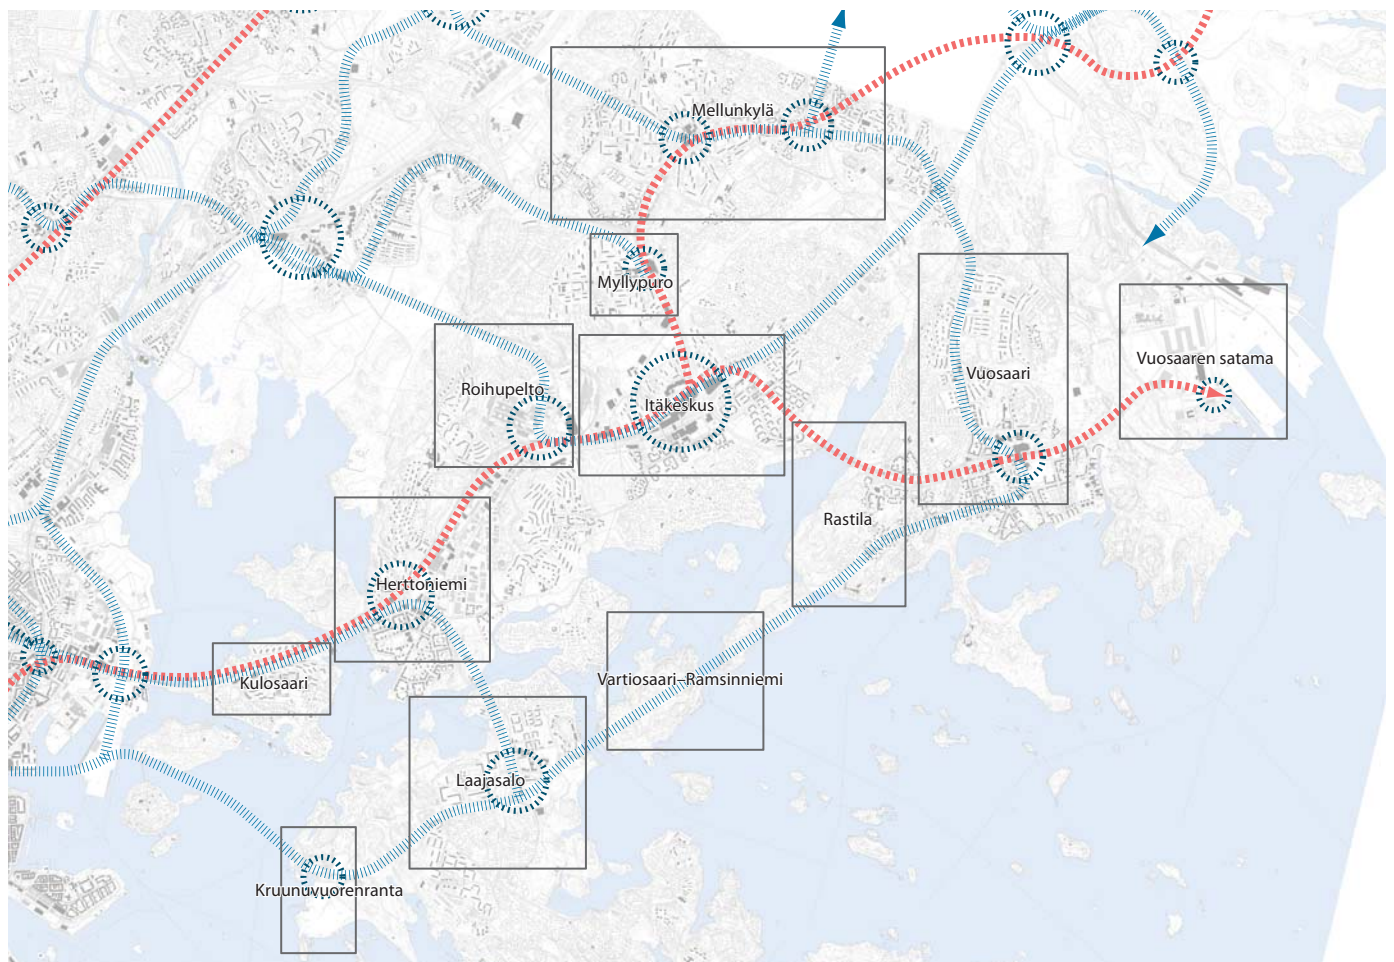 Mellunkylä
Myllypuro
Vuosaaren satama
Vuosaari
Roihupelto
Itäkeskus
Rastila
Herttoniemi
Kulosaari
Vartiosaari–Ramsinniemi
Laajasalo
Kruunuvuorenranta